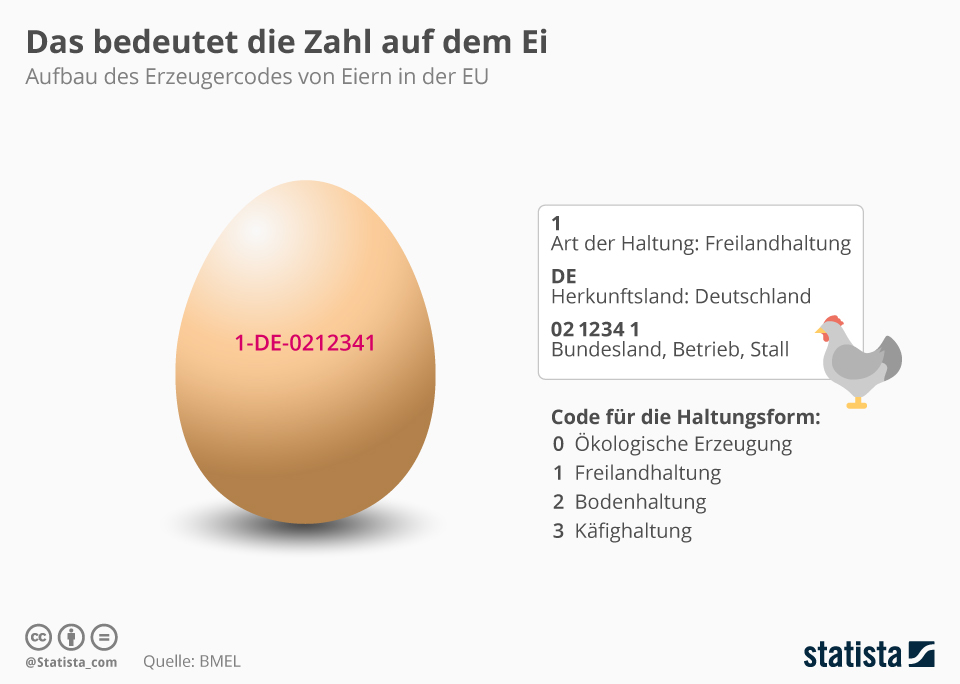 Das bedeutet die Zahl auf dem Ei
Aufbau des Erzeugercodes von Eiern in der EU
1-DE-0212341
1
Art der Haltung: Freilandhaltung
DE
Herkunftsland: Deutschland
02 1234 1
Bundesland, Betrieb, Stall
Code für die Haltungsform:
0 Ökologische Erzeugung
1 Freilandhaltung
2 Bodenhaltung
3 Käfighaltung
cc
@Statista_com
Quelle: BMEL
statista